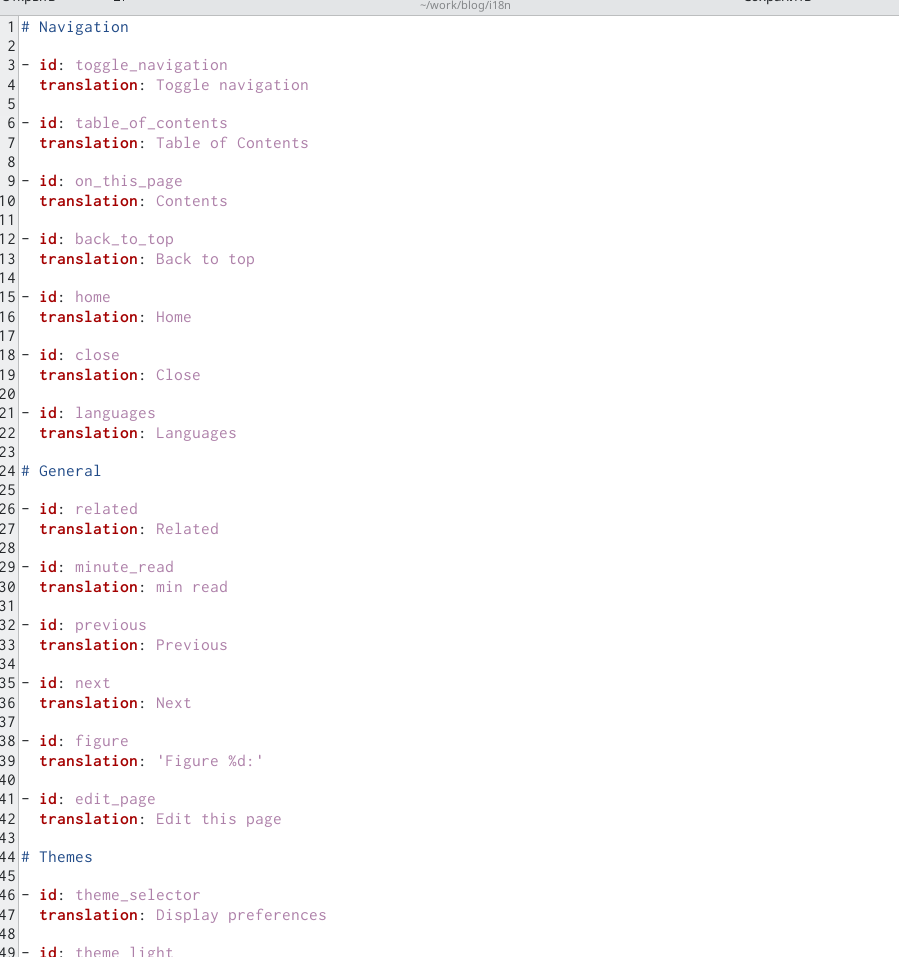 ~/work/blog/i18n
1 # Navigation
2
3 - id: toggle_navigation
4   translation: Toggle navigation
5
6 - id: table_of_contents
7   translation: Table of Contents
8
9 - id: on_this_page
10   translation: Contents
11
12 - id: back_to_top
13   translation: Back to top
14
15 - id: home
16   translation: Home
17
18 - id: close
19   translation: Close
20
21 - id: languages
22   translation: Languages
23
24 # General
25
26 - id: related
27   translation: Related
28
29 - id: minute_read
30   translation: min read
31
32 - id: previous
33   translation: Previous
34
35 - id: next
36   translation: Next
37
38 - id: figure
39   translation: 'Figure %d:'
40
41 - id: edit_page
42   translation: Edit this page
43
44 # Themes
45
46 - id: theme_selector
47   translation: Display preferences
48
49 - id: theme_light